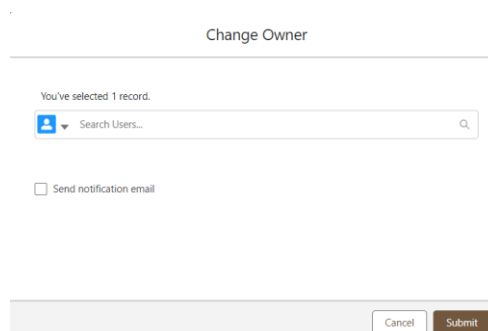 Change Owner
You've selected 1 record.
Search Users...
Send notification email
Cancel
Submit